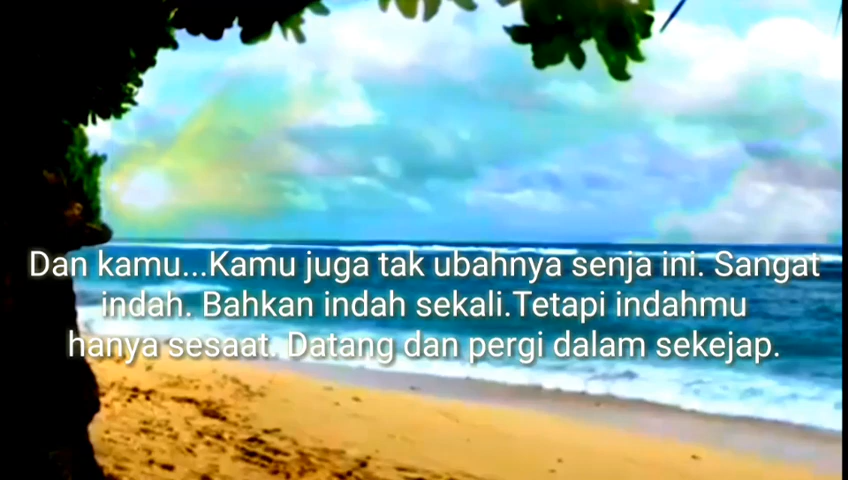 Dan kamu...Kamu juga tak ubahnya senja ini. Sangat
indah. Bahkan indah sekali.Tetapi indahmu
hanya sesaat. Datang dan pergi dalam sekejap.